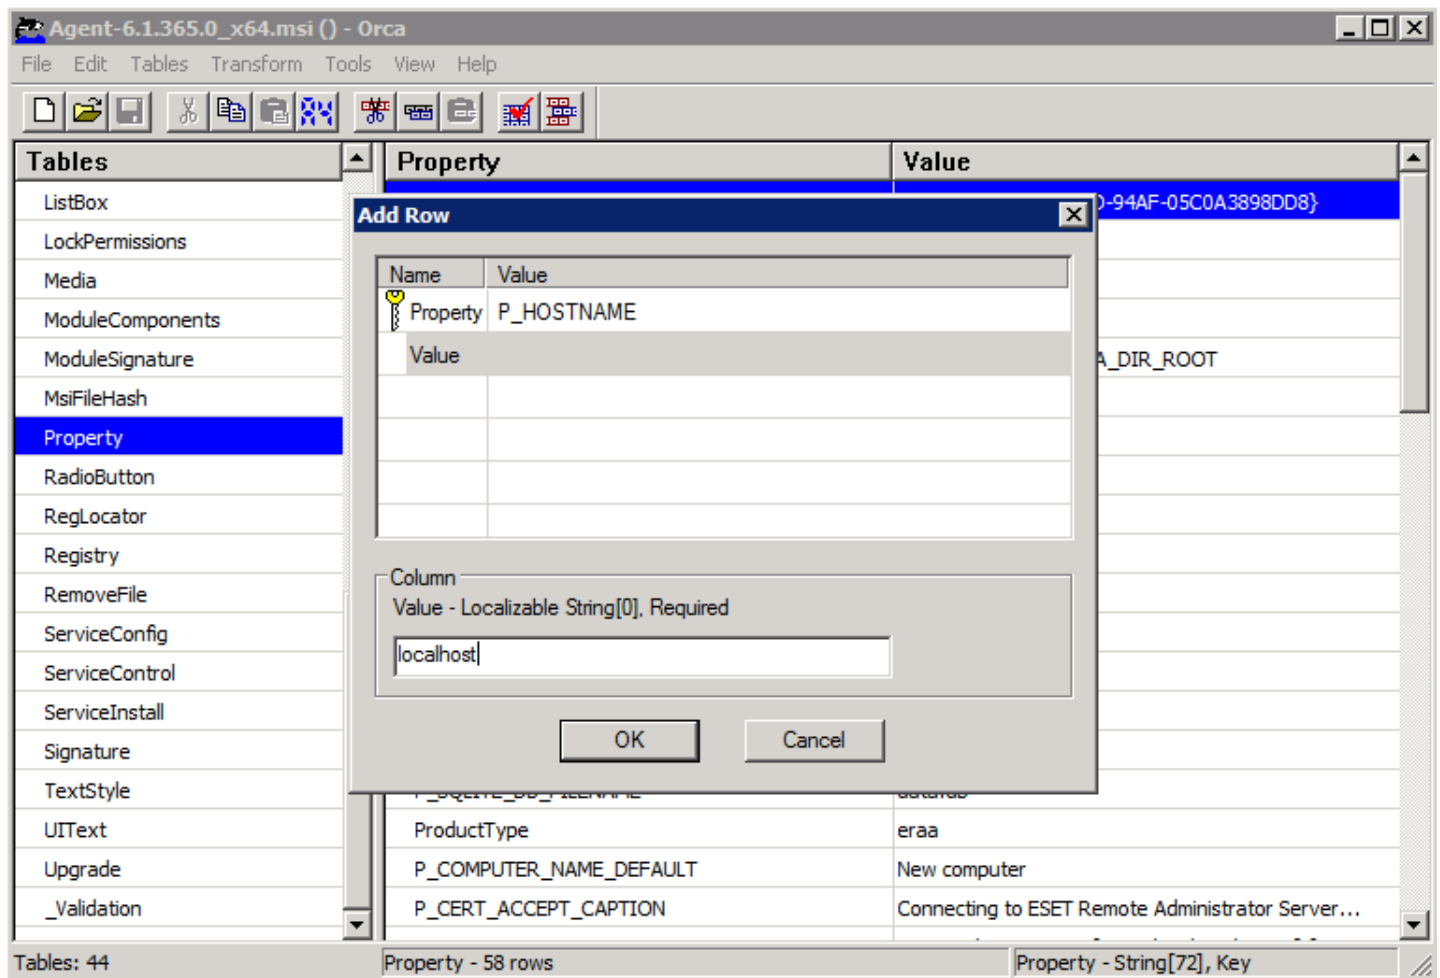 Agent-6.1.365.0_x64.msi () - Orca
File Edit Tables Transform Tools View Help
Tables
Property Value
ListBox
LockPermissions
Media
ModuleComponents
ModuleSignature
MsiFileHash
Property
RadioButton
RegLocator
Registry
RemoveFile
ServiceConfig
ServiceControl
ServiceInstall
Signature
TextStyle
UIText
Upgrade
_Validation
-94AF-05C0A3898DD8}
A_DIR_ROOT
Add Row
Name Value
Property P_HOSTNAME
Value
Column
Value - Localizable String[0], Required
localhost
OK Cancel
ProductType eraa
P_COMPUTER_NAME_DEFAULT New computer
P_CERT_ACCEPT_CAPTION Connecting to ESET Remote Administrator Server...
Tables: 44 Property - 58 rows Property - String[72], Key